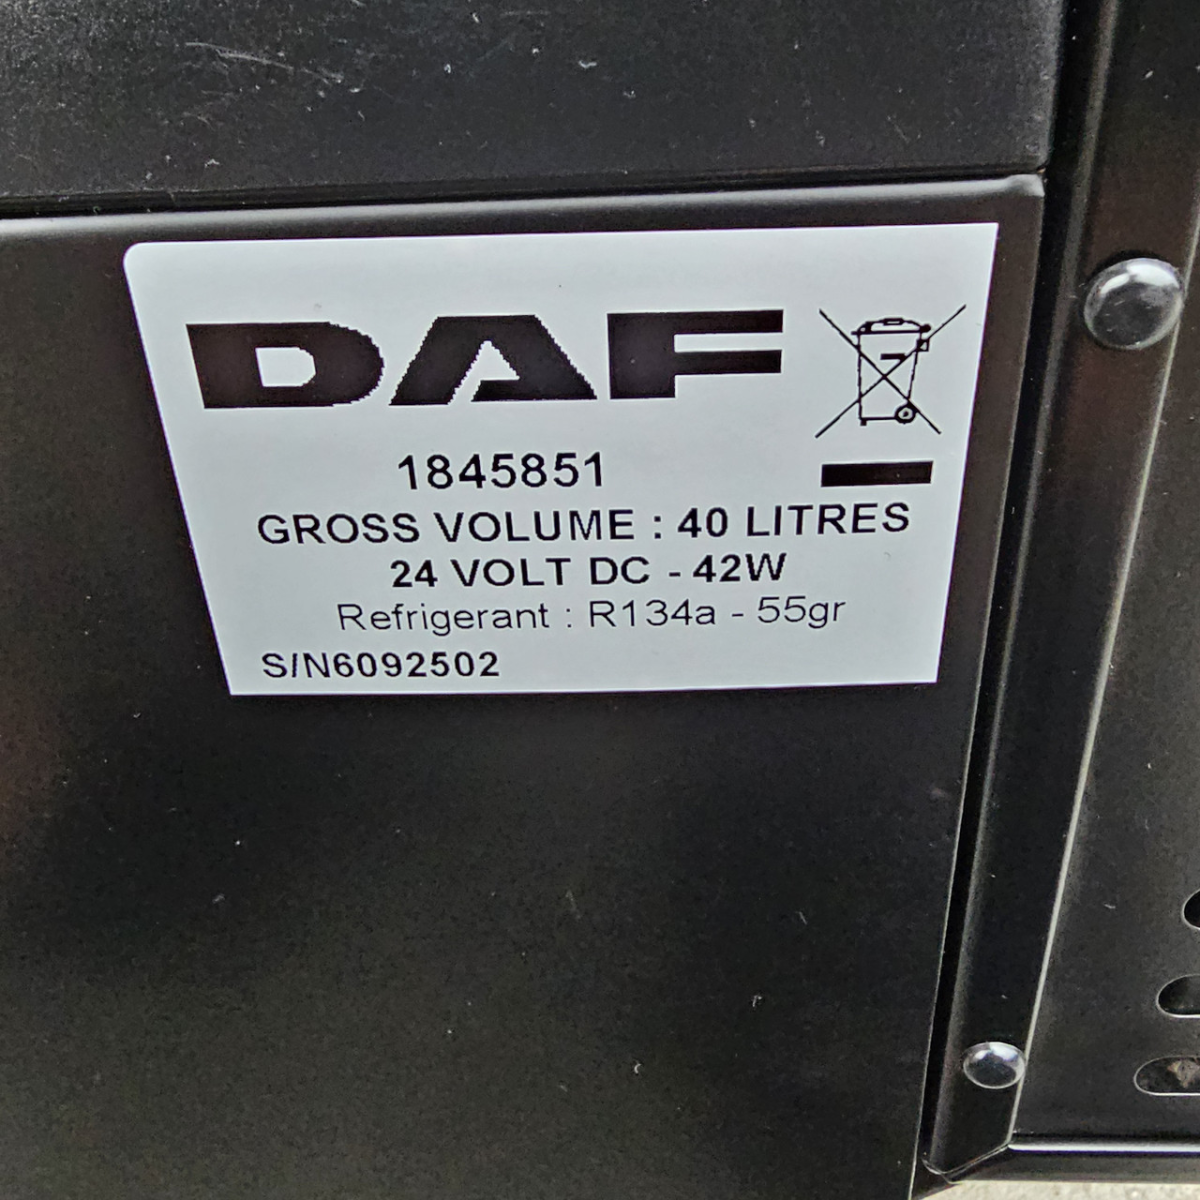 DAF
1845851
GROSS VOLUME : 40 LITRES
24 VOLT DC - 42W
Refrigerant : R134a - 55gr
S/N6092502